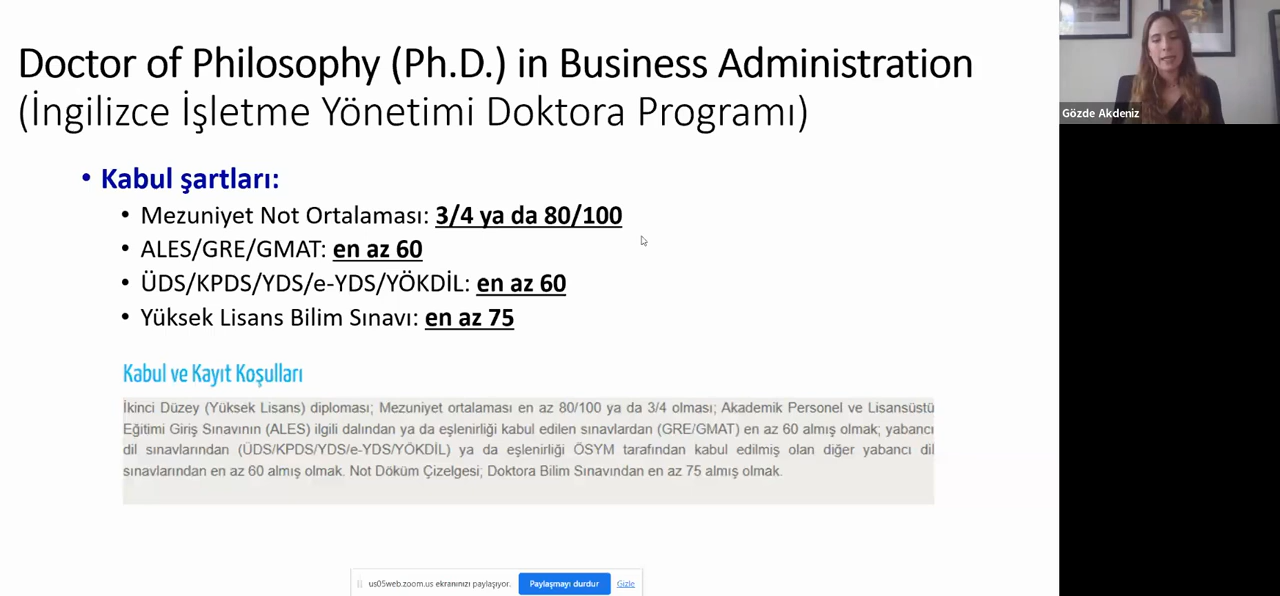 Doctor of Philosophy (Ph.D.) in Business Administration
(İngilizce İşletme Yönetimi Doktora Programı)
• Kabul şartları:
• Mezuniyet Not Ortalaması: 3/4 ya da 80/100
• ALES/GRE/GMAT: en az 60
• ÜDS/KPDS/YDS/e-YDS/YÖKDİL: en az 60
• Yüksek Lisans Bilim Sınavı: en az 75
Kabul ve Kayıt Koşulları
İkinci Düzey (Yüksek Lisans) diploması; Mezuniyet ortalaması en az 80/100 ya da 3/4 olması; Akademik Personel ve Lisansüstü
Eğitimi Giriş Sınavının (ALES) ilgili dalından ya da eşlenirliği kabul edilen sınavlardan (GRE/GMAT) en az 60 almış olmak; yabancı
dil sınavlarından (ÜDS/KPDS/YDS/e-YDS/YÖKDİL) ya da eşlenirliği ÖSYM tarafından kabul edilmiş olan diğer yabancı dil
sınavlarından en az 60 almış olmak. Not Döküm Çizelgesi; Doktora Bilim Sınavından en az 75 almış olmak.
us05web.zoom.us ekranınızı paylaşıyor. Paylaşmayı durdur Gizle
Gözde Akdeniz